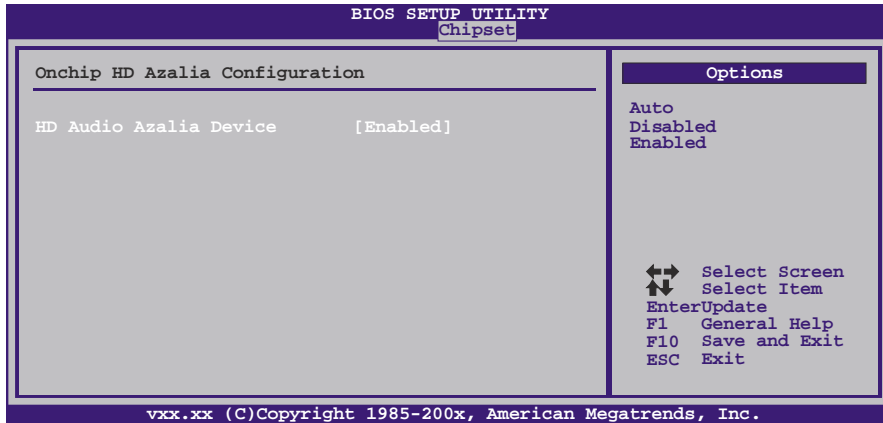 BIOS SETUP UTILITY
Chipset
Onchip HD Azalia Configuration
HD Audio Azalia Device [Enabled]
Options
Auto
Disabled
Enabled
Select Screen
Select Item
EnterUpdate
F1 General Help
F10 Save and Exit
ESC Exit
vxx.xx (C)Copyright 1985-200x, American Megatrends, Inc.